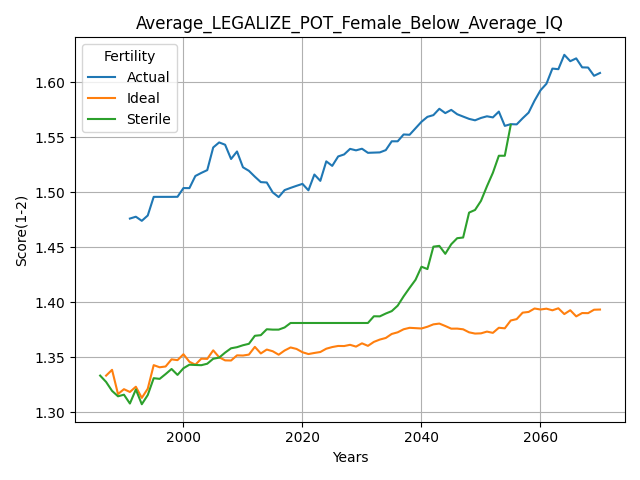 Average_LEGALIZE_POT_Female_Below_Average_IQ
Fertility
Actual
Ideal
Sterile
Score(1-2)
1.60
1.55
1.50
1.45
1.40
1.35
1.30
2000
2020
2040
2060
Years